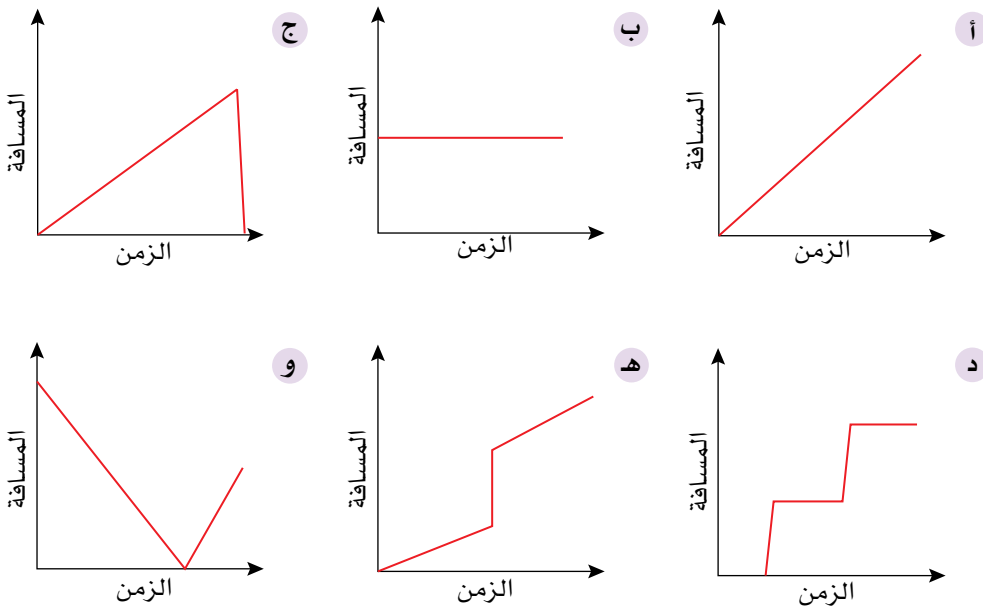 أ
المسافة
الزمن
ب
المسافة
الزمن
ج
المسافة
الزمن
د
المسافة
الزمن
هـ
المسافة
الزمن
و
المسافة
الزمن